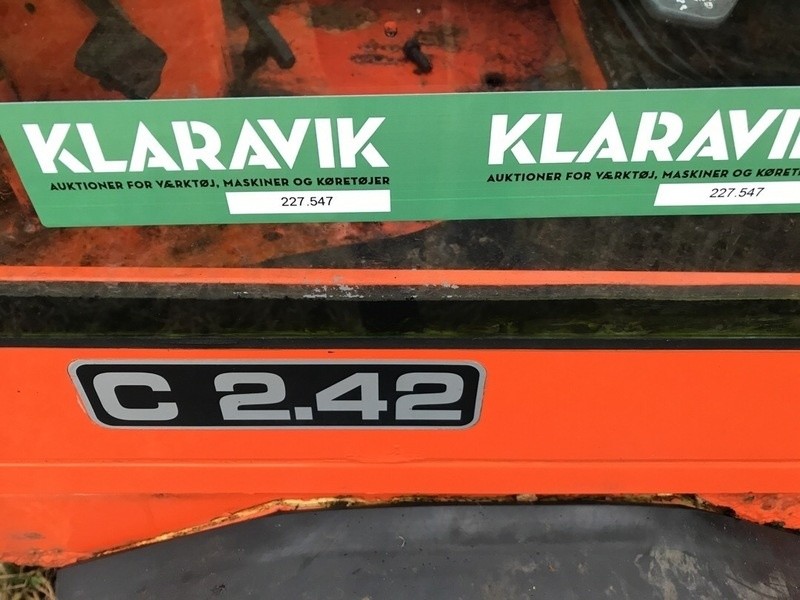 KLARAVIK
AUKTIONER FOR VÆRKTØJ, MASKINER OG KØRETØJER
227.547
KLARAVIK
AUKTIONER FOR VÆRKTØJ, MASKINER OG KØRETE
227.547
C 2.42